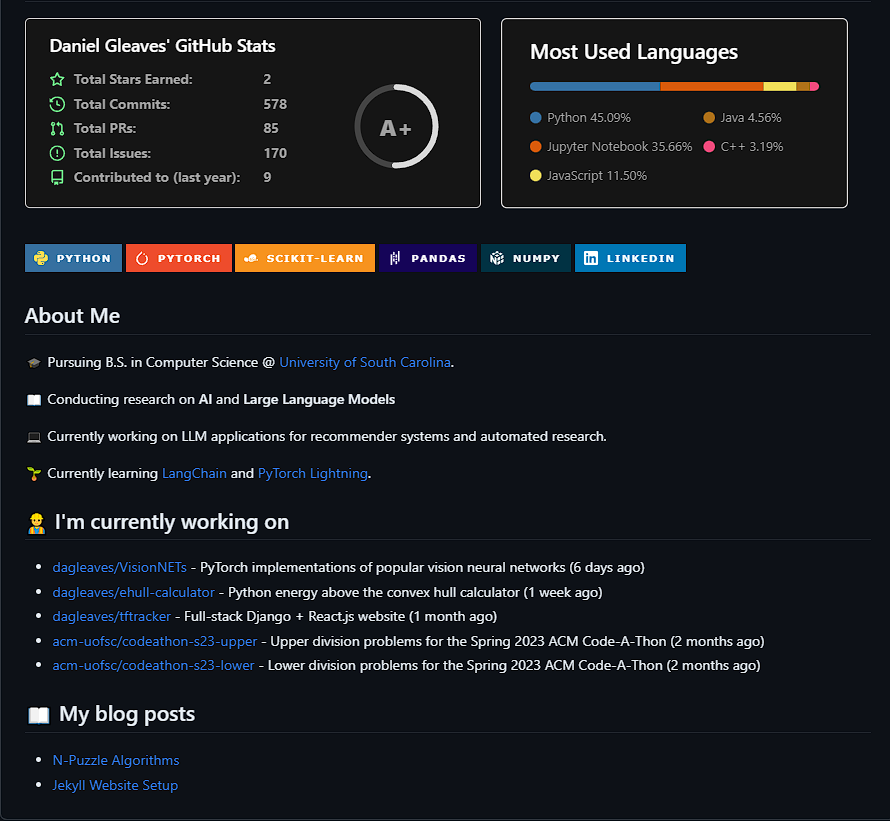 Daniel Gleaves' GitHub Stats
Total Stars Earned: 2
Total Commits: 578
Total PRs: 85
Total Issues: 170
Contributed to (last year): 9
A+
Most Used Languages
Python 45.09%
Java 4.56%
Jupyter Notebook 35.66%
C++ 3.19%
JavaScript 11.50%
PYTHON PYTORCH SCIKIT-LEARN PANDAS NUMPY LINKEDIN
About Me
Pursuing B.S. in Computer Science @ University of South Carolina.
Conducting research on AI and Large Language Models
Currently working on LLM applications for recommender systems and automated research.
Currently learning LangChain and PyTorch Lightning.
I'm currently working on
dagleaves/VisionNETs - PyTorch implementations of popular vision neural networks (6 days ago)
dagleaves/ehull-calculator - Python energy above the convex hull calculator (1 week ago)
dagleaves/tftracker - Full-stack Django + React.js website (1 month ago)
acm-uofsc/codeathon-s23-upper - Upper division problems for the Spring 2023 ACM Code-A-Thon (2 months ago)
acm-uofsc/codeathon-s23-lower - Lower division problems for the Spring 2023 ACM Code-A-Thon (2 months ago)
My blog posts
N-Puzzle Algorithms
Jekyll Website Setup